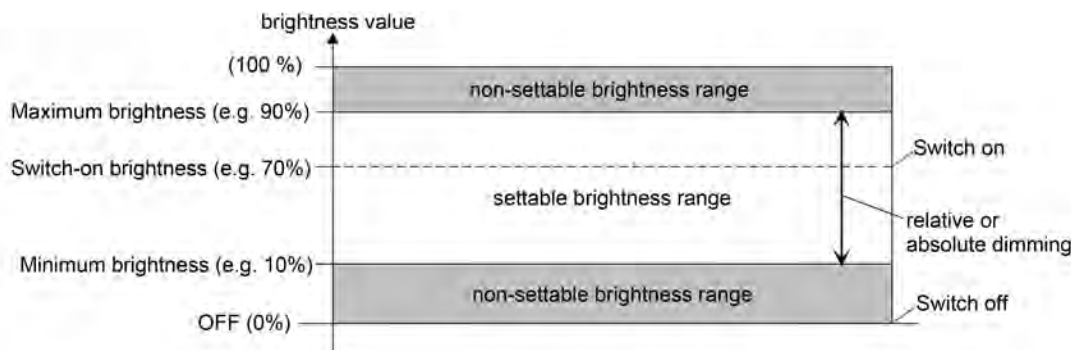 brightness value
(100 %)
non-settable brightness range
Maximum brightness (e.g. 90%)
Switch on
Switch-on brightness (e.g. 70%)
settable brightness range
relative or
absolute dimming
Minimum brightness (e.g. 10%)
non-settable brightness range
Switch off
OFF (0%)